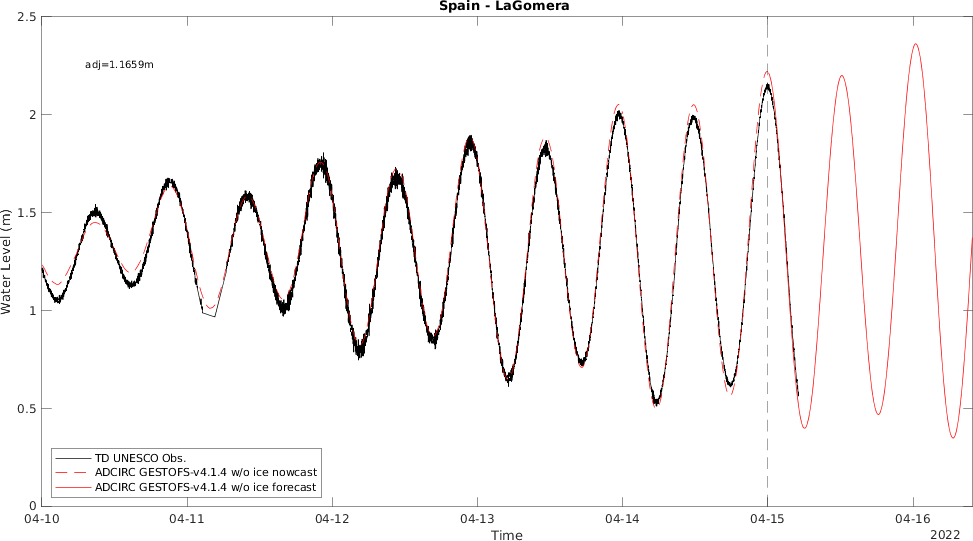 Spain - LaGomera
2.5
adj=1.1659m
2
1.5
Water Level (m)
1
0.5
TD UNESCO Obs.
ADCIRC GESTOFS-v4.1.4 w/o ice nowcast
ADCIRC GESTOFS-v4.1.4 w/o ice forecast
0
04-10 04-11 04-12 04-13 04-14 04-15 04-16
Time
2022